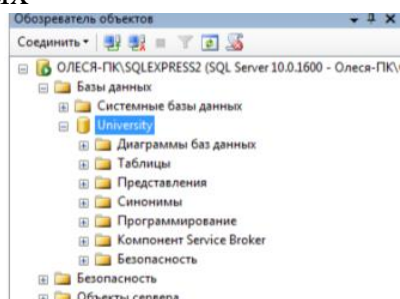 Обозреватель объектов
Соединить
ОЛЕСЯ-ПК\SQLEXPRESS2 (SQL Server 10.0.1600 - Олеся-ПК\
Базы данных
Системные базы данных
University
Диаграммы баз данных
Таблицы
Представления
Синонимы
Программирование
Компонент Service Broker
Безопасность
Безопасность
Объекты сервера